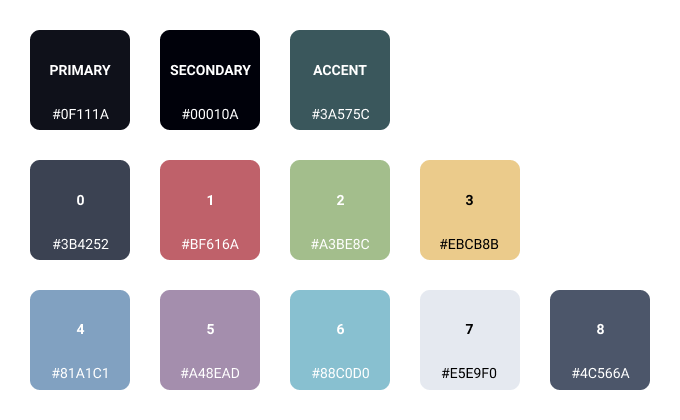 PRIMARY SECONDARY ACCENT
#0F111A #00010A #3A575C
0 1 2 3
#3B4252 #BF616A #A3BE8C #EBCB8B
4 5 6 7 8
#81A1C1 #A48EAD #88C0D0 #E5E9F0 #4C566A